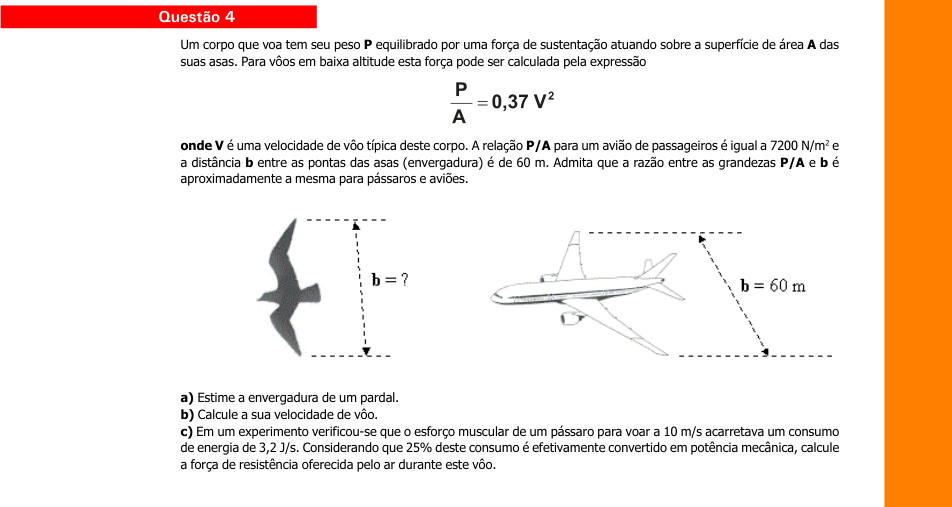 Questão 4
Um corpo que voa tem seu peso P equilibrado por uma força de sustentação atuando sobre a superfície de área A das
suas asas. Para vôos em baixa altitude esta força pode ser calculada pela expressão
P/A = 0,37 V²
onde V é uma velocidade de vôo típica deste corpo. A relação P/A para um avião de passageiros é igual a 7200 N/m² e
a distância b entre as pontas das asas (envergadura) é de 60 m. Admita que a razão entre as grandezas P/A e b é
aproximadamente a mesma para pássaros e aviões.
b = ?
b = 60 m
a) Estime a envergadura de um pardal.
b) Calcule a sua velocidade de vôo.
c) Em um experimento verificou-se que o esforço muscular de um pássaro para voar a 10 m/s acarretava um consumo
de energia de 3,2 J/s. Considerando que 25% deste consumo é efetivamente convertido em potência mecânica, calcule
a força de resistência oferecida pelo ar durante este vôo.